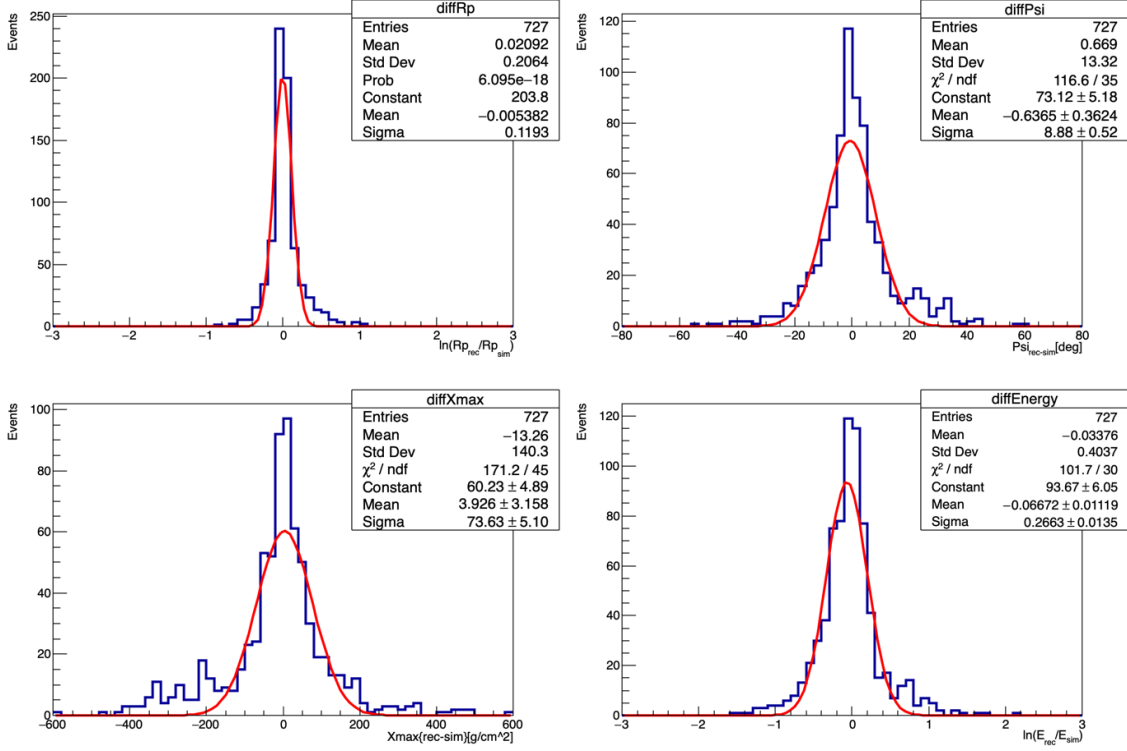 diffRp
Entries 727
Mean 0.02092
Std Dev 0.2064
Prob 6.095e−18
Constant 203.8
Mean −0.005382
Sigma 0.1193
Events
250
200
150
100
50
0
−3 −2 −1 0 1 2 3
ln(Rp_rec/Rp_sim)
diffPsi
Entries 727
Mean 0.669
Std Dev 13.32
χ² / ndf 116.6 / 35
Constant 73.12 ± 5.18
Mean −0.6365 ± 0.3624
Sigma 8.88 ± 0.52
Events
120
100
80
60
40
20
0
−80 −60 −40 −20 0 20 40 60 80
Psi_rec-sim[deg]
diffXmax
Entries 727
Mean −13.26
Std Dev 140.3
χ² / ndf 171.2 / 45
Constant 60.23 ± 4.89
Mean 3.926 ± 3.158
Sigma 73.63 ± 5.10
Events
100
80
60
40
20
0
−600 −400 −200 0 200 400 600
Xmax{rec-sim}[g/cm^2]
diffEnergy
Entries 727
Mean −0.03376
Std Dev 0.4037
χ² / ndf 101.7 / 30
Constant 93.67 ± 6.05
Mean −0.06672 ± 0.01119
Sigma 0.2663 ± 0.0135
Events
120
100
80
60
40
20
0
−3 −2 −1 0 1 2 3
ln(E_rec/E_sim)